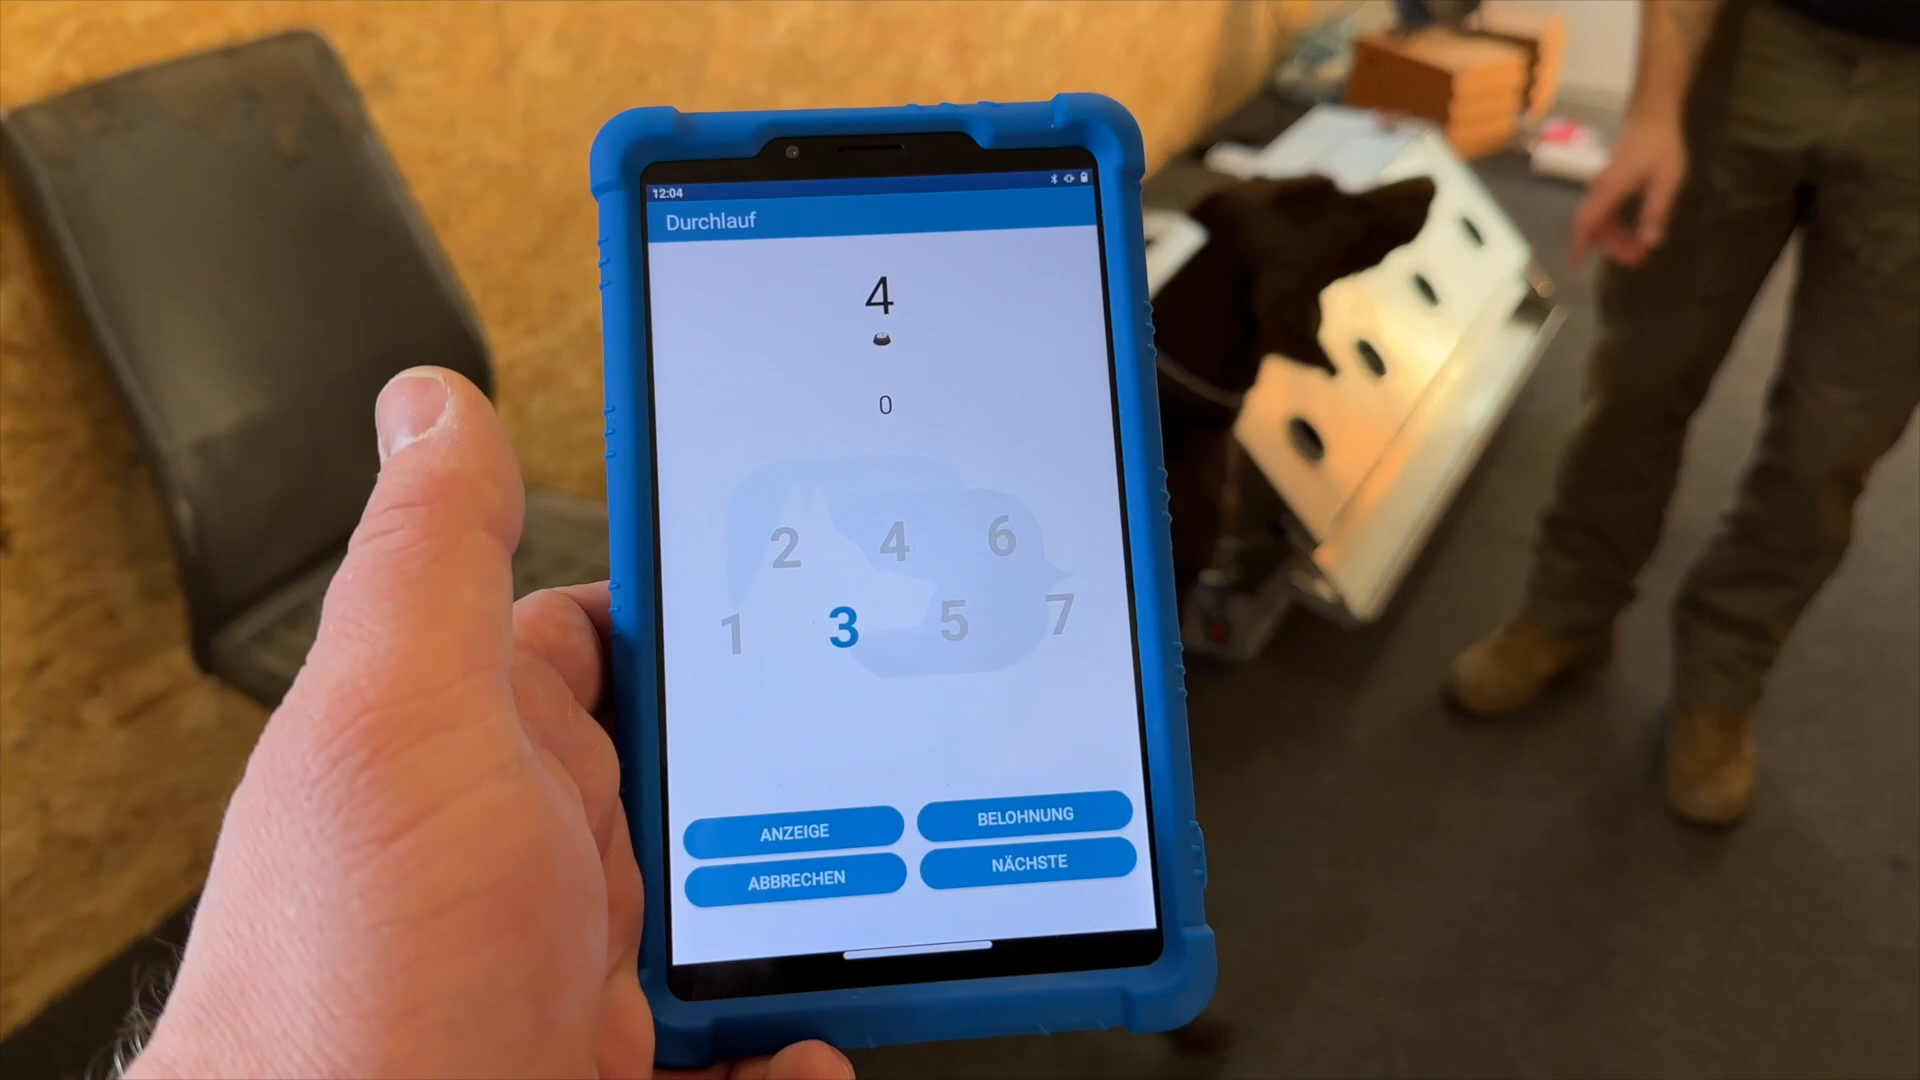 12:04
Durchlauf
4
0
2 4 6
1 3 5 7
ANZEIGE BELOHNUNG
ABBRECHEN NÄCHSTE